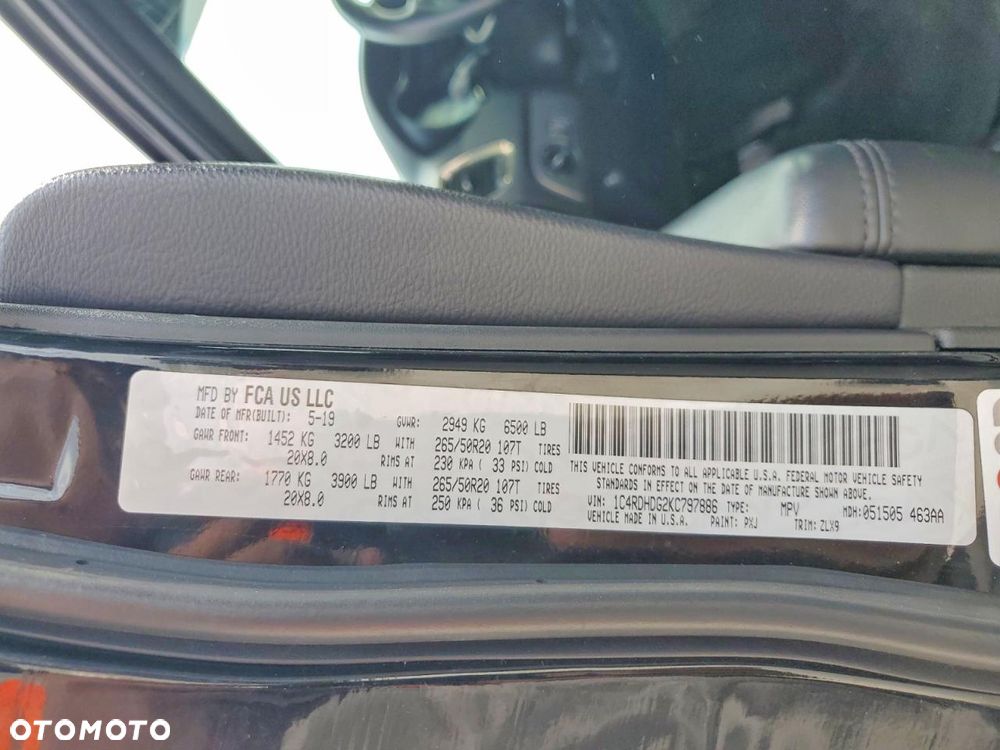 MFD BY FCA US LLC
DATE OF MFR(BUILT): 5-19 GVWR: 2949 KG 6500 LB
GAWR FRONT: 1452 KG 3200 LB WITH 265/50R20 107T TIRES
20X8.0 RIMS AT 230 KPA ( 33 PSI) COLD
GAWR REAR: 1770 KG 3900 LB WITH 265/50R20 107T TIRES
20X8.0 RIMS AT 250 KPA ( 36 PSI) COLD
THIS VEHICLE CONFORMS TO ALL APPLICABLE U.S.A. FEDERAL MOTOR VEHICLE SAFETY
STANDARDS IN EFFECT ON THE DATE OF MANUFACTURE SHOWN ABOVE.
VIN: 1C4RDHDG2KC797886 TYPE: MPV MDH: 051505 463AA
VEHICLE MADE IN U.S.A. PAINT: PXJ TRIM: ZLX9
OTOMOTO